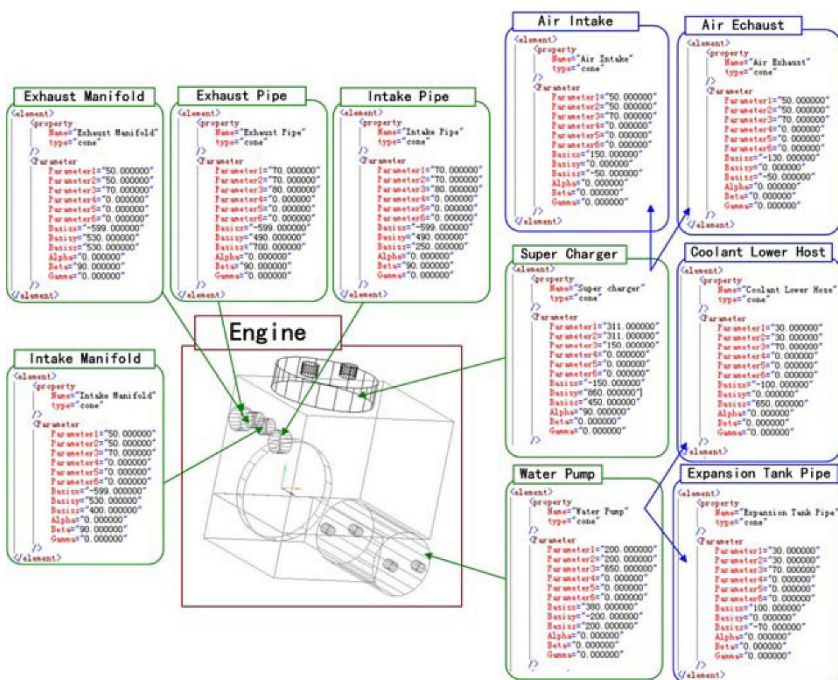 Air Intake
<element>
<property
Name="Air Intake"
type="cone"
/>
<Parameter
Parameter1="50.000000"
Parameter2="50.000000"
Parameter3="70.000000"
Parameter4="0.000000"
Parameter5="0.000000"
Parameter6="0.000000"
Basisx="150.000000"
Basisy="0.000000"
Basisz="-50.000000"
Alpha="0.000000"
Beta="0.000000"
Gamma="0.000000"
/>
</element>
Air Echaust
<element>
<property
Name="Air Exhaust"
type="cone"
/>
<Parameter
Parameter1="50.000000"
Parameter2="50.000000"
Parameter3="70.000000"
Parameter4="0.000000"
Parameter5="0.000000"
Parameter6="0.000000"
Basisx="-130.000000"
Basisy="0.000000"
Basisz="-50.000000"
Alpha="0.000000"
Beta="0.000000"
Gamma="0.000000"
/>
</element>
Exhaust Manifold
<element>
<property
Name="Exhaust Manifold"
type="cone"
/>
<Parameter
Parameter1="50.000000"
Parameter2="50.000000"
Parameter3="70.000000"
Parameter4="0.000000"
Parameter5="0.000000"
Parameter6="0.000000"
Basisx="-599.000000"
Basisy="530.000000"
Basisz="530.000000"
Alpha="0.000000"
Beta="90.000000"
Gamma="0.000000"
/>
</element>
Exhaust Pipe
<element>
<property
Name="Exhaust Pipe"
type="cone"
/>
<Parameter
Parameter1="70.000000"
Parameter2="70.000000"
Parameter3="80.000000"
Parameter4="0.000000"
Parameter5="0.000000"
Parameter6="0.000000"
Basisx="-599.000000"
Basisy="490.000000"
Basisz="700.000000"
Alpha="0.000000"
Beta="90.000000"
Gamma="0.000000"
/>
</element>
Intake Pipe
<element>
<property
Name="Intake Pipe"
type="cone"
/>
<Parameter
Parameter1="70.000000"
Parameter2="70.000000"
Parameter3="80.000000"
Parameter4="0.000000"
Parameter5="0.000000"
Parameter6="0.000000"
Basisx="-599.000000"
Basisy="490.000000"
Basisz="250.000000"
Alpha="0.000000"
Beta="90.000000"
Gamma="0.000000"
/>
</element>
Super Charger
<element>
<property
Name="Super charger"
type="cone"
/>
<Parameter
Parameter1="311.000000"
Parameter2="311.000000"
Parameter3="150.000000"
Parameter4="0.000000"
Parameter5="0.000000"
Parameter6="0.000000"
Basisx="-150.000000"
Basisy="860.000000"
Basisz="450.000000"
Alpha="90.000000"
Beta="0.000000"
Gamma="0.000000"
/>
</element>
Coolant Lower Host
<element>
<property
Name="Coolant Lower Hose"
type="cone"
/>
<Parameter
Parameter1="30.000000"
Parameter2="30.000000"
Parameter3="70.000000"
Parameter4="0.000000"
Parameter5="0.000000"
Parameter6="0.000000"
Basisx="-100.000000"
Basisy="0.000000"
Basisz="650.000000"
Alpha="0.000000"
Beta="0.000000"
Gamma="0.000000"
/>
</element>
Engine
Intake Manifold
<element>
<property
Name="Intake Manifold"
type="cone"
/>
<Parameter
Parameter1="50.000000"
Parameter2="50.000000"
Parameter3="70.000000"
Parameter4="0.000000"
Parameter5="0.000000"
Parameter6="0.000000"
Basisx="-599.000000"
Basisy="530.000000"
Basisz="400.000000"
Alpha="0.000000"
Beta="90.000000"
Gamma="0.000000"
/>
</element>
Water Pump
<element>
<property
Name="Water Pump"
type="cone"
/>
<Parameter
Parameter1="200.000000"
Parameter2="200.000000"
Parameter3="650.000000"
Parameter4="0.000000"
Parameter5="0.000000"
Parameter6="0.000000"
Basisx="380.000000"
Basisy="-200.000000"
Basisz="200.000000"
Alpha="0.000000"
Beta="0.000000"
Gamma="0.000000"
/>
Expansion Tank Pipe
<element>
<property
Name="Expansion Tank Pipe"
type="cone"
/>
<Parameter
Parameter1="30.000000"
Parameter2="30.000000"
Parameter3="70.000000"
Parameter4="0.000000"
Parameter5="0.000000"
Parameter6="0.000000"
Basisx="100.000000"
Basisy="0.000000"
Basisz="-70.000000"
Alpha="0.000000"
Beta="0.000000"
Gamma="0.000000"
/>